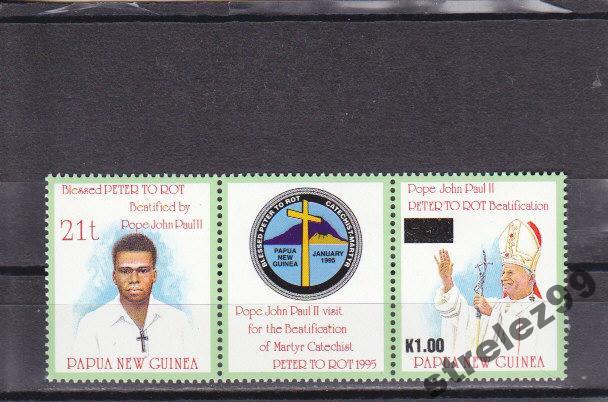 Blessed PETER TO ROT
Beatified by
Pope John Paul II
21t
PAPUA NEW GUINEA
BLESSED PETER TO ROT
CATECHIST/MARTYR
PAPUA
NEW
GUINEA
JANUARY
1995
Pope John Paul II visit
for the Beatification
of Martyr Catechist
PETER TO ROT 1995
Pope John Paul II
PETER TO ROT Beatification
K1.00
PAPUA NEW GUINEA
strelez99